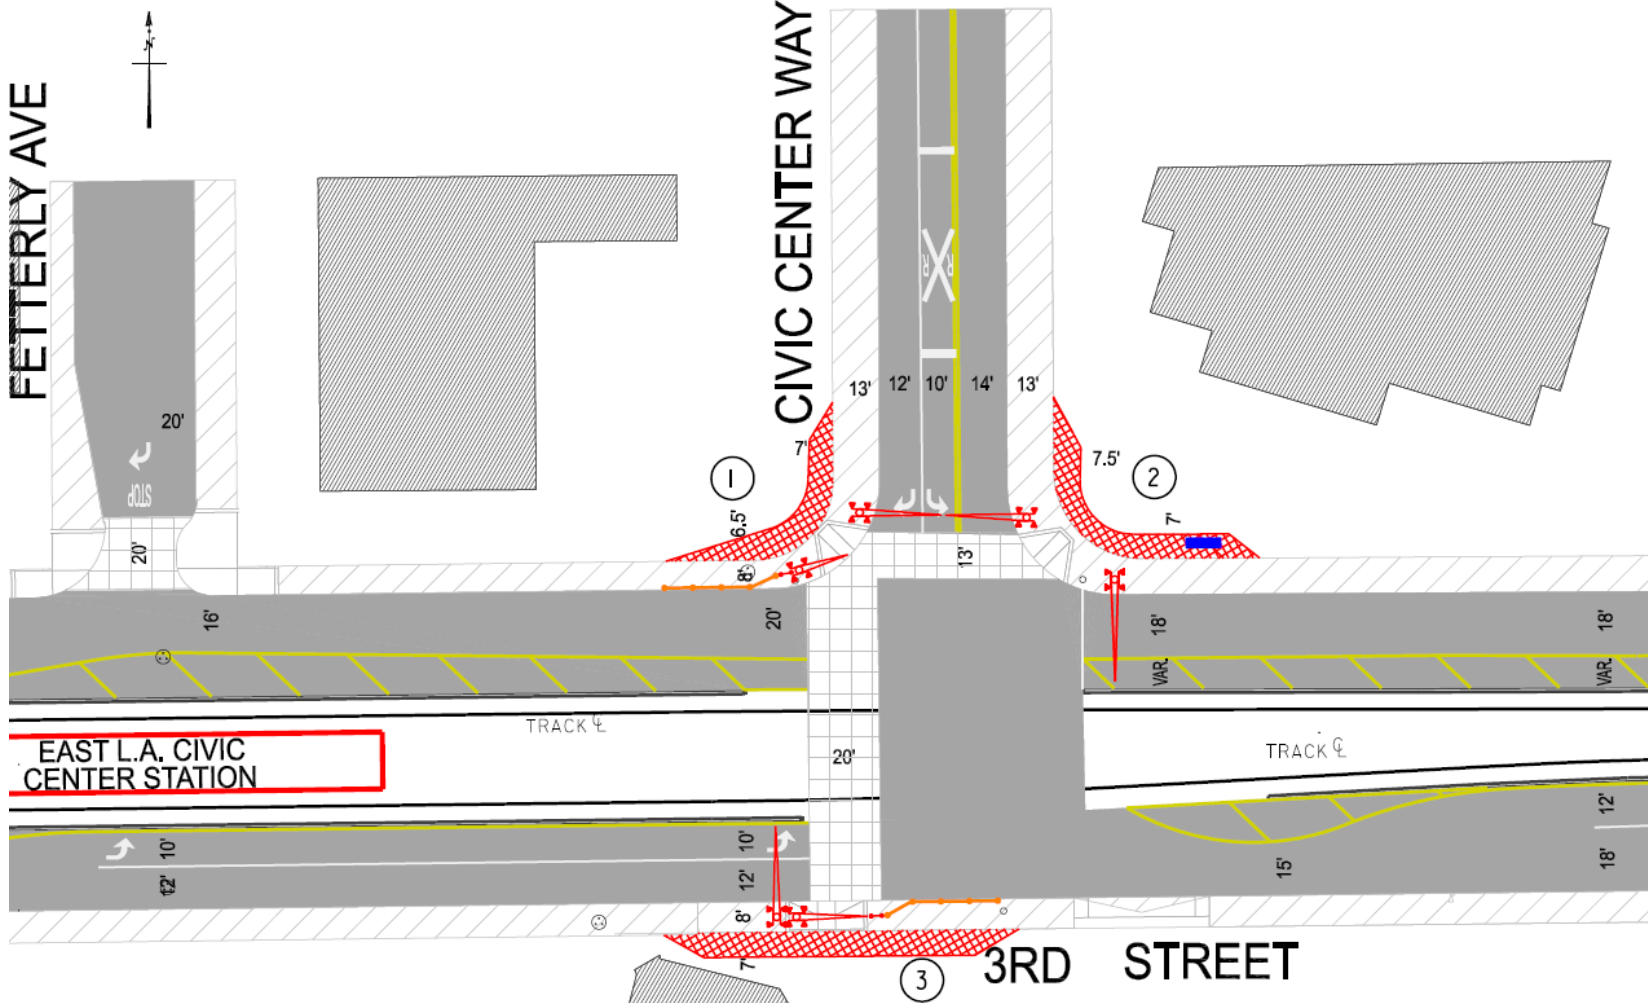 N
FETTERLY AVE
CIVIC CENTER WAY
R R
13'
12'
10'
14'
13'
20'
STOP
20'
7'
1
6.5'
8'
7.5'
2
7'
13'
16'
20'
18'
VAR.
18'
VAR.
TRACK ℄
TRACK ℄
EAST L.A. CIVIC
CENTER STATION
20'
10'
12'
10'
12'
8'
7'
15'
12'
18'
3
3RD STREET